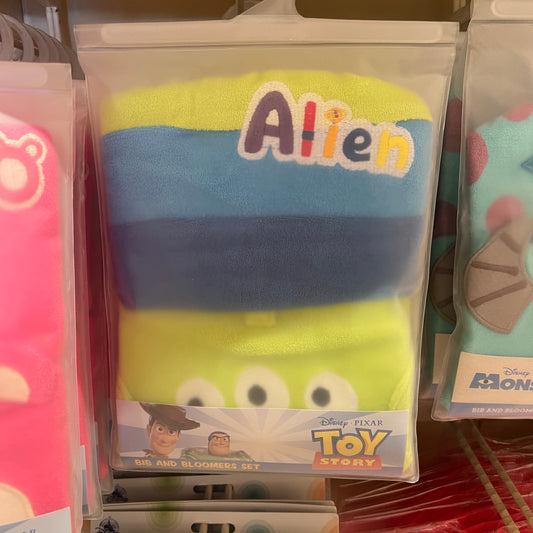 Alien
Disney · PIXAR
TOY
STORY
BIB AND BLOOMERS SET
Disney
MONS
BIB AND BLOOM